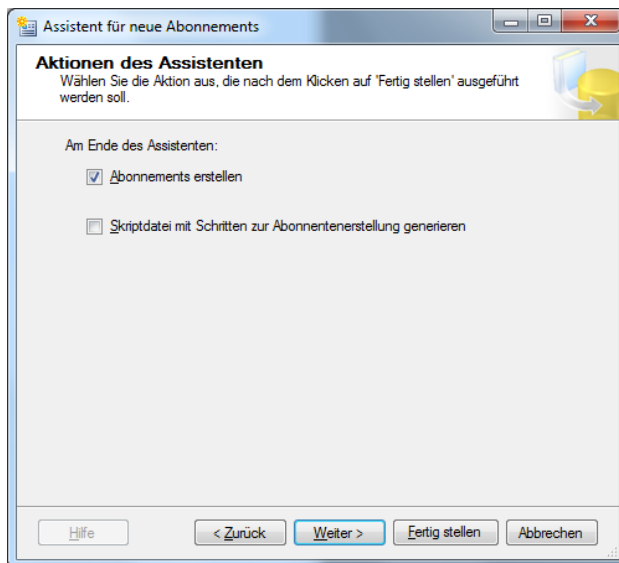 Assistent für neue Abonnements
Aktionen des Assistenten
Wählen Sie die Aktion aus, die nach dem Klicken auf 'Fertig stellen' ausgeführt
werden soll.
Am Ende des Assistenten:
Abonnements erstellen
Skriptdatei mit Schritten zur Abonnentenerstellung generieren
Hilfe
< Zurück
Weiter >
Fertig stellen
Abbrechen